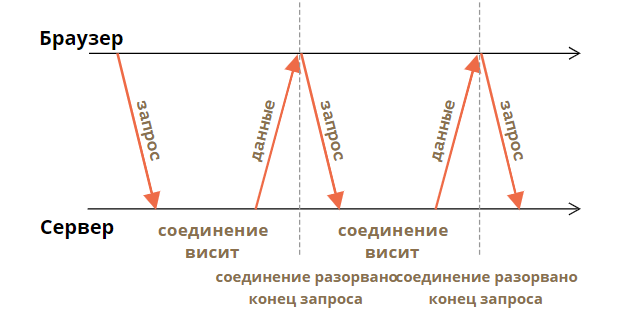 Браузер
запрос
данные
запрос
данные
запрос
Сервер
соединение
висит
соединение
висит
соединение разорвано
конец запроса
соединение разорвано
конец запроса